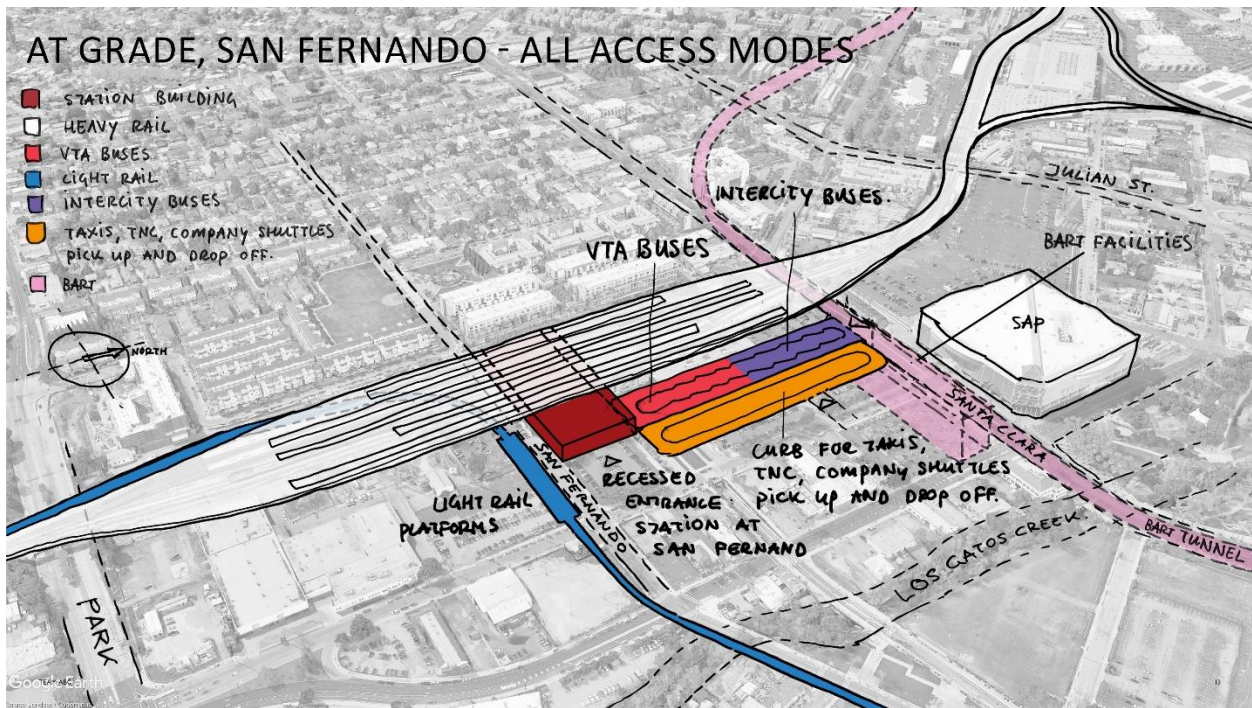 AT GRADE, SAN FERNANDO - ALL ACCESS MODES
STATION BUILDING
HEAVY RAIL
VTA BUSES
LIGHT RAIL
INTERCITY BUSES
TAXIS, TNC, COMPANY SHUTTLES
PICK UP AND DROP OFF.
BART
NORTH
INTERCITY BUSES.
VTA BUSES
JULIAN ST.
BART FACILITIES
SAP
SANTA CLARA
CURB FOR TAXIS,
TNC, COMPANY SHUTTLES
PICK UP AND DROP OFF.
SAN FERNANDO
RECESSED
ENTRANCE
STATION AT
SAN FERNAND
LIGHT RAIL
PLATFORMS
BART TUNNEL
LOS GATOS CREEK.
PARK
Google Earth